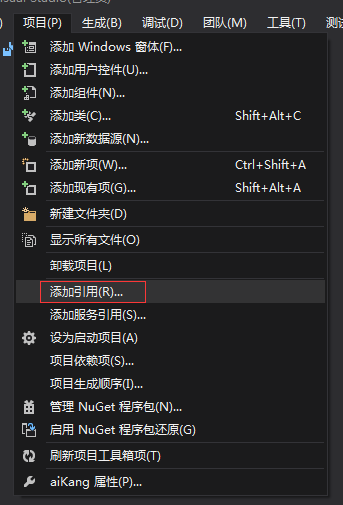 项目(P) 生成(B) 调试(D) 团队(M) 工具(T)
添加 Windows 窗体(F)...
添加用户控件(U)...
添加组件(N)...
添加类(C)... Shift+Alt+C
添加新数据源(N)...
添加新项(W)... Ctrl+Shift+A
添加现有项(G)... Shift+Alt+A
新建文件夹(D)
显示所有文件(O)
卸载项目(L)
添加引用(R)...
添加服务引用(S)...
设为启动项目(A)
项目依赖项(S)...
项目生成顺序(I)...
管理 NuGet 程序包(N)...
启用 NuGet 程序包还原(G)
刷新项目工具箱项(T)
aiKang 属性(P)...